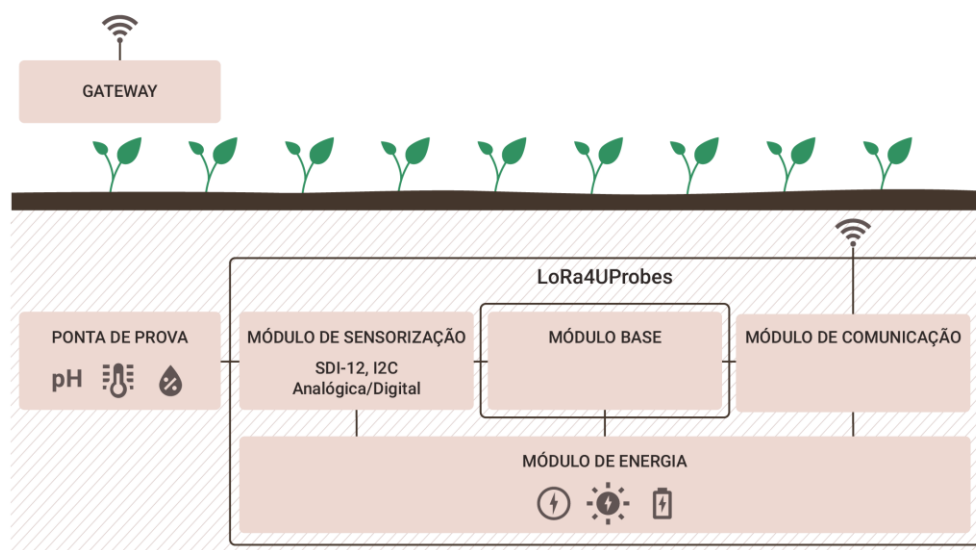 GATEWAY
LoRa4UProbes
PONTA DE PROVA
pH
MÓDULO DE SENSORIZAÇÃO
SDI-12, I2C
Analógica/Digital
MÓDULO BASE
MÓDULO DE COMUNICAÇÃO
MÓDULO DE ENERGIA